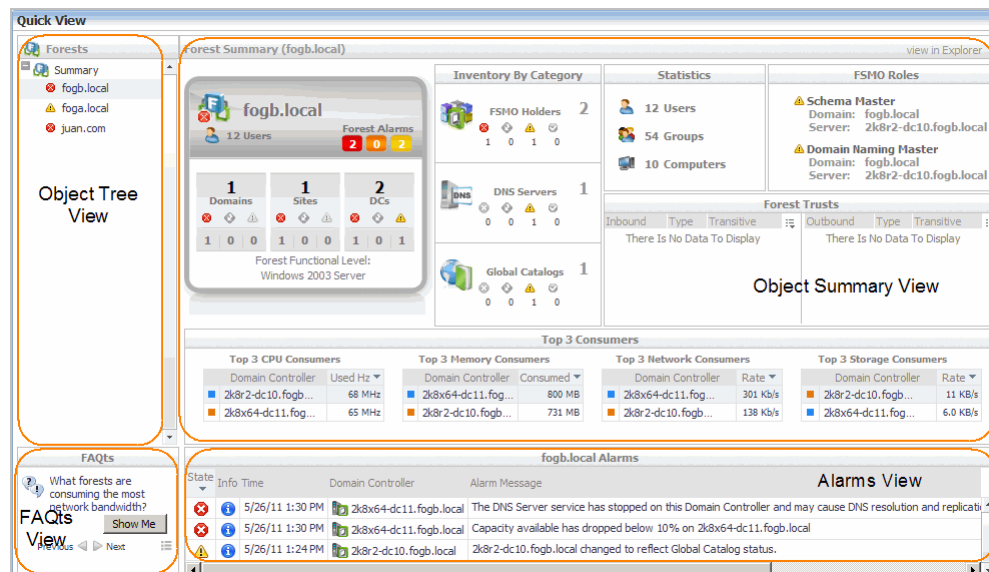 Quick View
Forests
Summary
fogb.local
foga.local
juan.com
Object Tree
View
Forest Summary (fogb.local)
view in Explorer
fogb.local
12 Users
Forest Alarms
2 0 2
1 1 2
Domains Sites DCs
1 0 0 1 0 0 1 0 1
Forest Functional Level:
Windows 2003 Server
Inventory By Category
FSMO Holders 2
1 0 1 0
DNS
DNS Servers 1
0 0 1 0
Global Catalogs 1
0 0 1 0
Statistics
12 Users
54 Groups
10 Computers
FSMO Roles
Schema Master
Domain: fogb.local
Server: 2k8r2-dc10.fogb.local
Domain Naming Master
Domain: fogb.local
Server: 2k8r2-dc10.fogb.local
Forest Trusts
Inbound Type Transitive
There Is No Data To Display
Outbound Type Transitive
There Is No Data To Display
Object Summary View
Top 3 Consumers
Top 3 CPU Consumers
Domain Controller Used Hz
2k8r2-dc10.fogb... 68 MHz
2k8x64-dc11.fog... 65 MHz
Top 3 Memory Consumers
Domain Controller Consumed
2k8x64-dc11.fog... 800 MB
2k8r2-dc10.fogb... 731 MB
Top 3 Network Consumers
Domain Controller Rate
2k8x64-dc11.fog... 301 Kb/s
2k8r2-dc10.fogb... 138 Kb/s
Top 3 Storage Consumers
Domain Controller Rate
2k8r2-dc10.fogb... 11 KB/s
2k8x64-dc11.fog... 6.0 KB/s
FAQts
What forests are
consuming the most
network bandwidth?
Show Me
Previous Next
FAQts
View
fogb.local Alarms
Alarms View
State Info Time Domain Controller Alarm Message
5/26/11 1:30 PM 2k8x64-dc11.fogb.local The DNS Server service has stopped on this Domain Controller and may cause DNS resolution and replicati
5/26/11 1:30 PM 2k8x64-dc11.fogb.local Capacity available has dropped below 10% on 2k8x64-dc11.fogb.local
5/26/11 1:24 PM 2k8r2-dc10.fogb.local 2k8r2-dc10.fogb.local changed to reflect Global Catalog status.